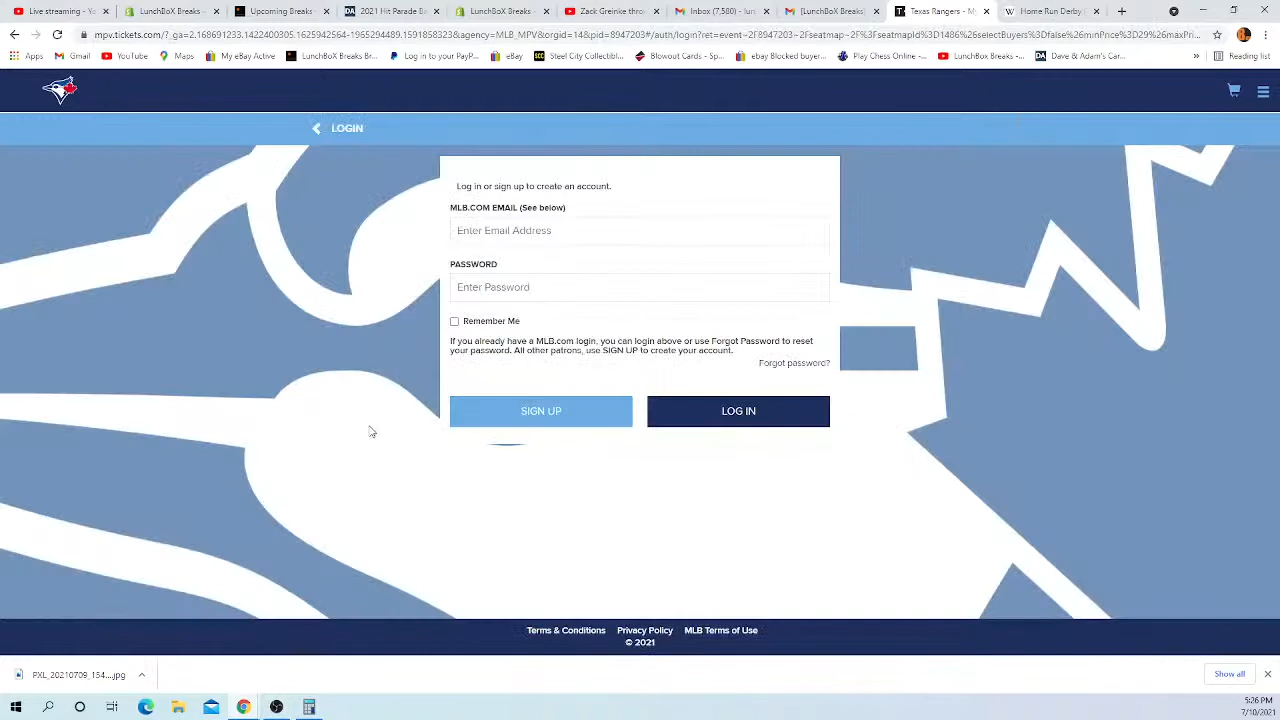 Live streaming - Yo
LunchBoX Breaks –
Upcoming Breaks –
2021 Hit Parade Ba
LunchBoX Breaks –
Zack Greinke throw
Inbox (7,580) - lun
[LunchBoX Breaks]
Texas Rangers - My
Home Run Derby (
Apps
Gmail
YouTube
Maps
My eBay Active
LunchBoX Breaks Br...
Log in to your PayP...
eBay
Steel City Collectibl...
Blowout Cards - Sp...
ebay Blocked buyer...
Play Chess Online -...
LunchBoX Breaks -...
Dave & Adam's Car...
Reading list
LOGIN
Log in or sign up to create an account.
MLB.COM EMAIL (See below)
Enter Email Address
PASSWORD
Enter Password
Remember Me
If you already have a MLB.com login, you can login above or use Forgot Password to reset
your password. All other patrons, use SIGN UP to create your account.
Forgot password?
SIGN UP
LOG IN
Terms & Conditions
Privacy Policy
MLB Terms of Use
© 2021
PXL_20210709_154....jpg
Show all
5:26 PM
7/10/2021